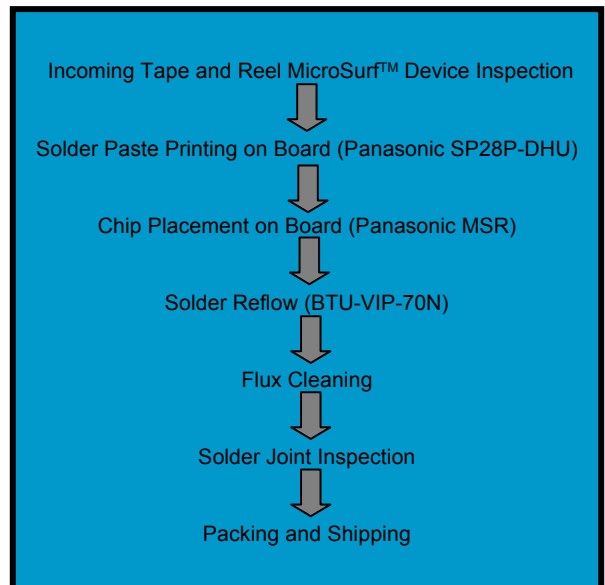 Incoming Tape and Reel MicroSurf™ Device Inspection
Solder Paste Printing on Board (Panasonic SP28P-DHU)
Chip Placement on Board (Panasonic MSR)
Solder Reflow (BTU-VIP-70N)
Flux Cleaning
Solder Joint Inspection
Packing and Shipping